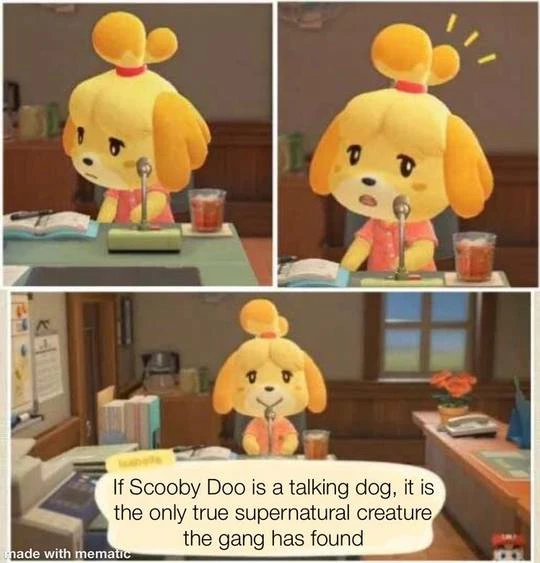 Isabelle
If Scooby Doo is a talking dog, it is
the only true supernatural creature
the gang has found
made with mematic